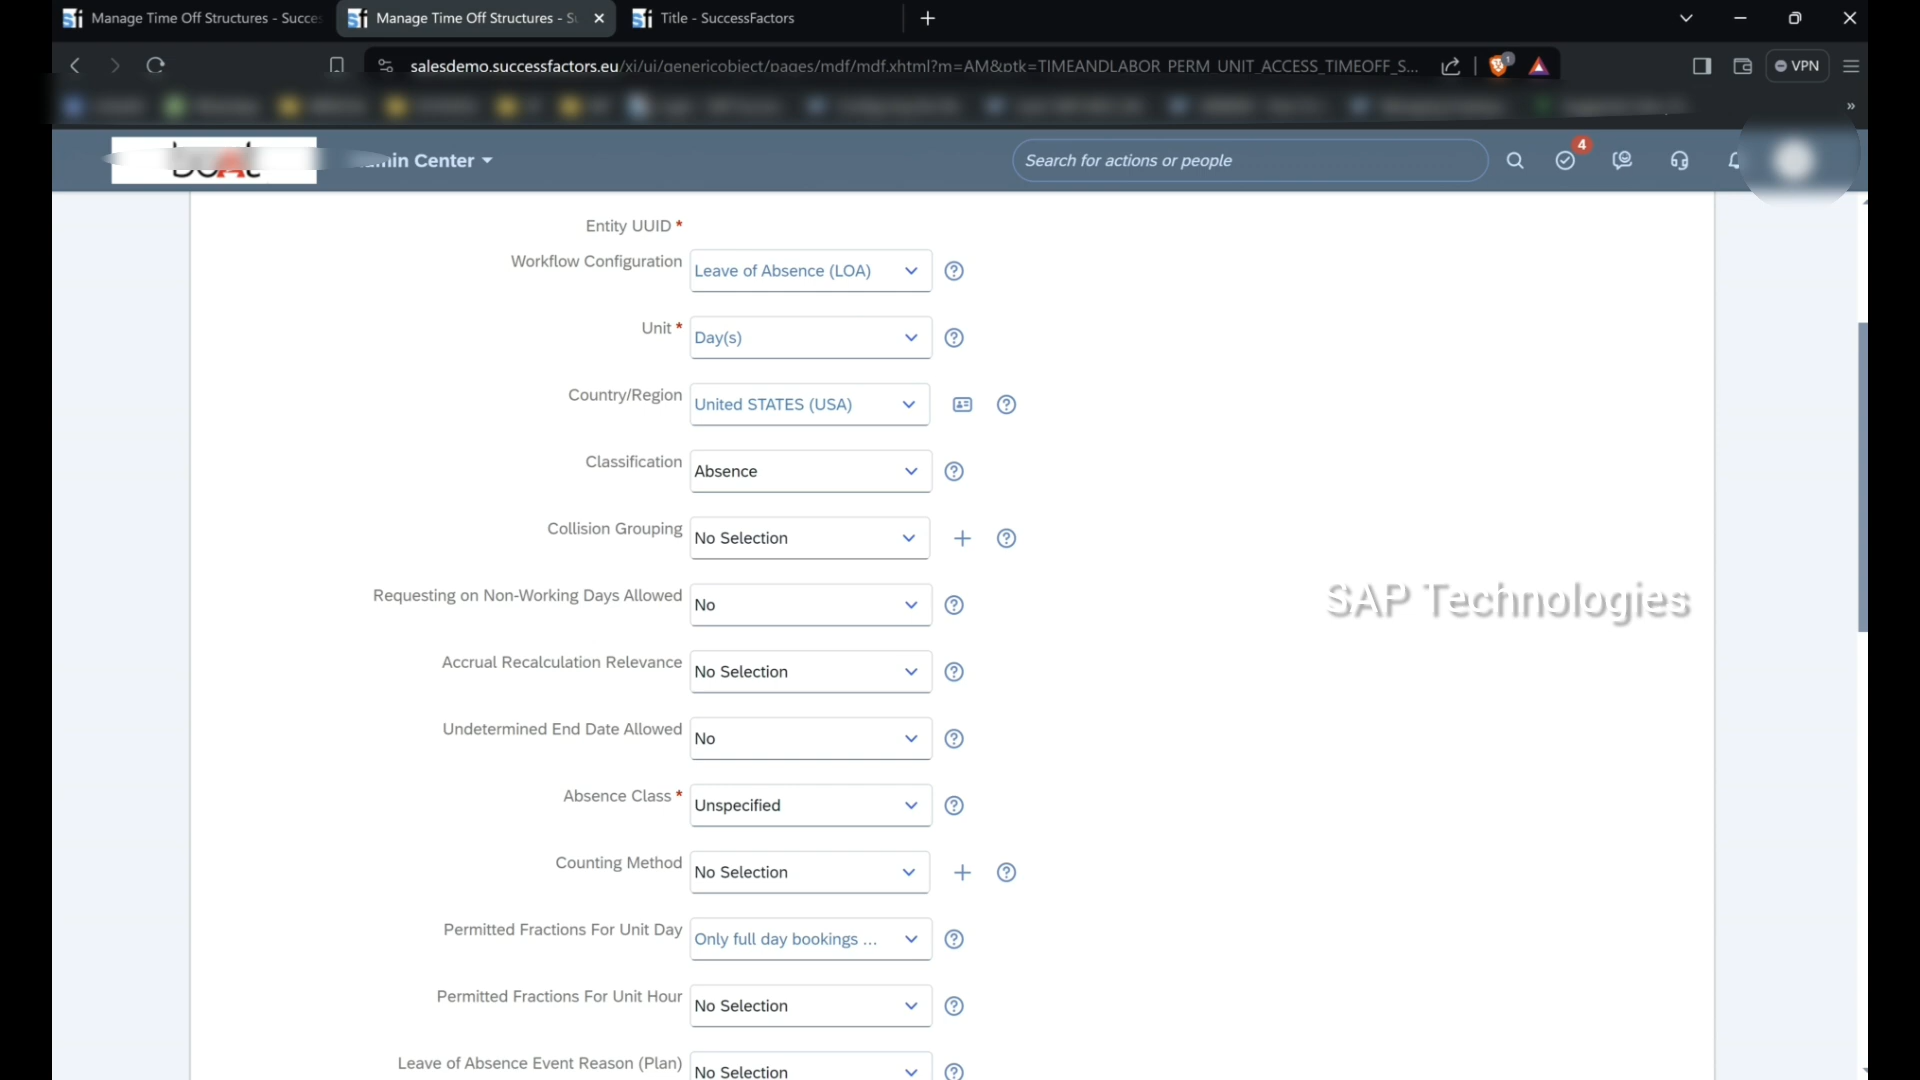 Manage Time Off Structures - Succes
Manage Time Off Structures - Su
Title - SuccessFactors
salesdemo.successfactors.eu/xi/ui/genericobject/pages/mdf/mdf.xhtml?m=AM&ptk=TIMEANDLABOR_PERM_UNIT_ACCESS_TIMEOFF_S...
1
VPN
min Center
Search for actions or people
4
Entity UUID *
Workflow Configuration
Leave of Absence (LOA)
Unit *
Day(s)
Country/Region
United STATES (USA)
Classification
Absence
Collision Grouping
No Selection
Requesting on Non-Working Days Allowed
No
Accrual Recalculation Relevance
No Selection
Undetermined End Date Allowed
No
Absence Class *
Unspecified
Counting Method
No Selection
Permitted Fractions For Unit Day
Only full day bookings ...
Permitted Fractions For Unit Hour
No Selection
Leave of Absence Event Reason (Plan)
No Selection
SAP Technologies